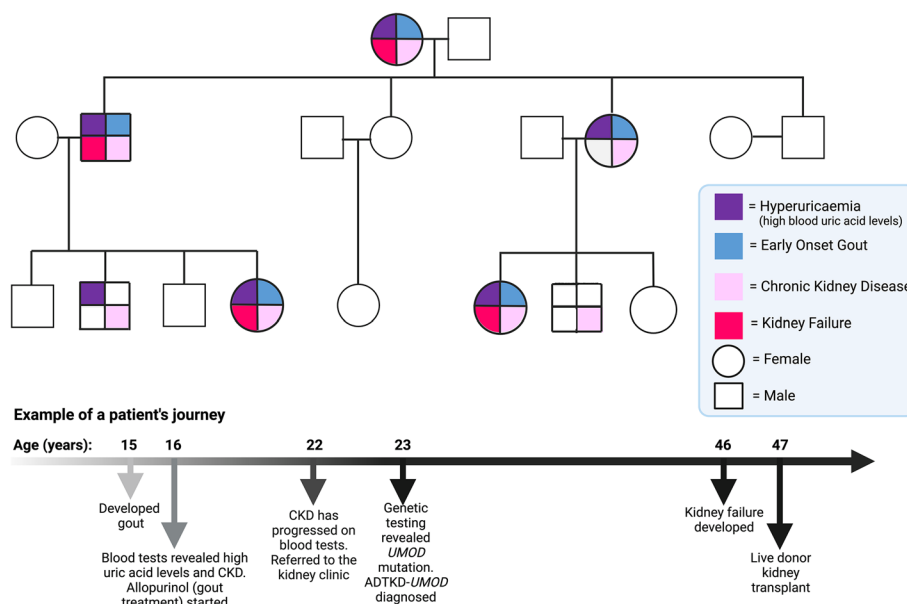 = Hyperuricaemia
(high blood uric acid levels)
= Early Onset Gout
= Chronic Kidney Disease
= Kidney Failure
= Female
= Male
Example of a patient's journey
Age (years): 15 16 22 23 46 47
Developed
gout
Blood tests revealed high
uric acid levels and CKD.
Allopurinol (gout
treatment) started
CKD has
progressed on
blood tests.
Referred to the
kidney clinic
Genetic
testing
revealed
UMOD
mutation.
ADTKD-UMOD
diagnosed
Kidney failure
developed
Live donor
kidney
transplant